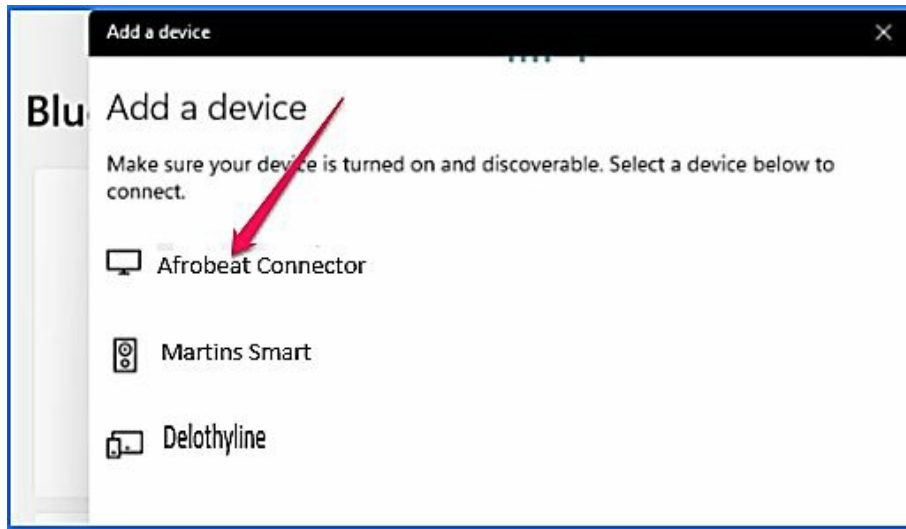 Add a device
Blu
Add a device
Make sure your device is turned on and discoverable. Select a device below to
connect.
Afrobeat Connector
Martins Smart
Delothyline